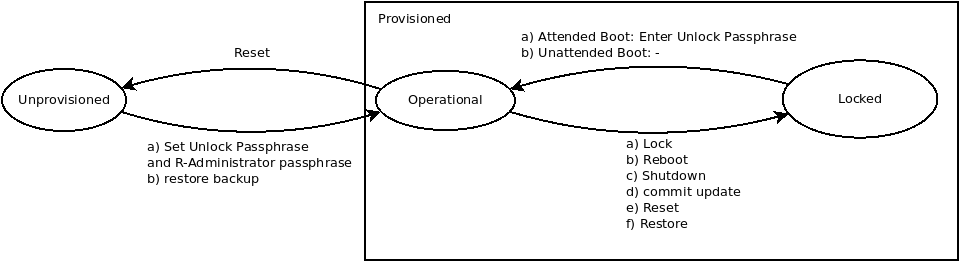 Provisioned
a) Attended Boot: Enter Unlock Passphrase
b) Unattended Boot: -
Reset
Unprovisioned
Operational
Locked
a) Set Unlock Passphrase
and R-Administrator passphrase
b) restore backup
a) Lock
b) Reboot
c) Shutdown
d) commit update
e) Reset
f) Restore